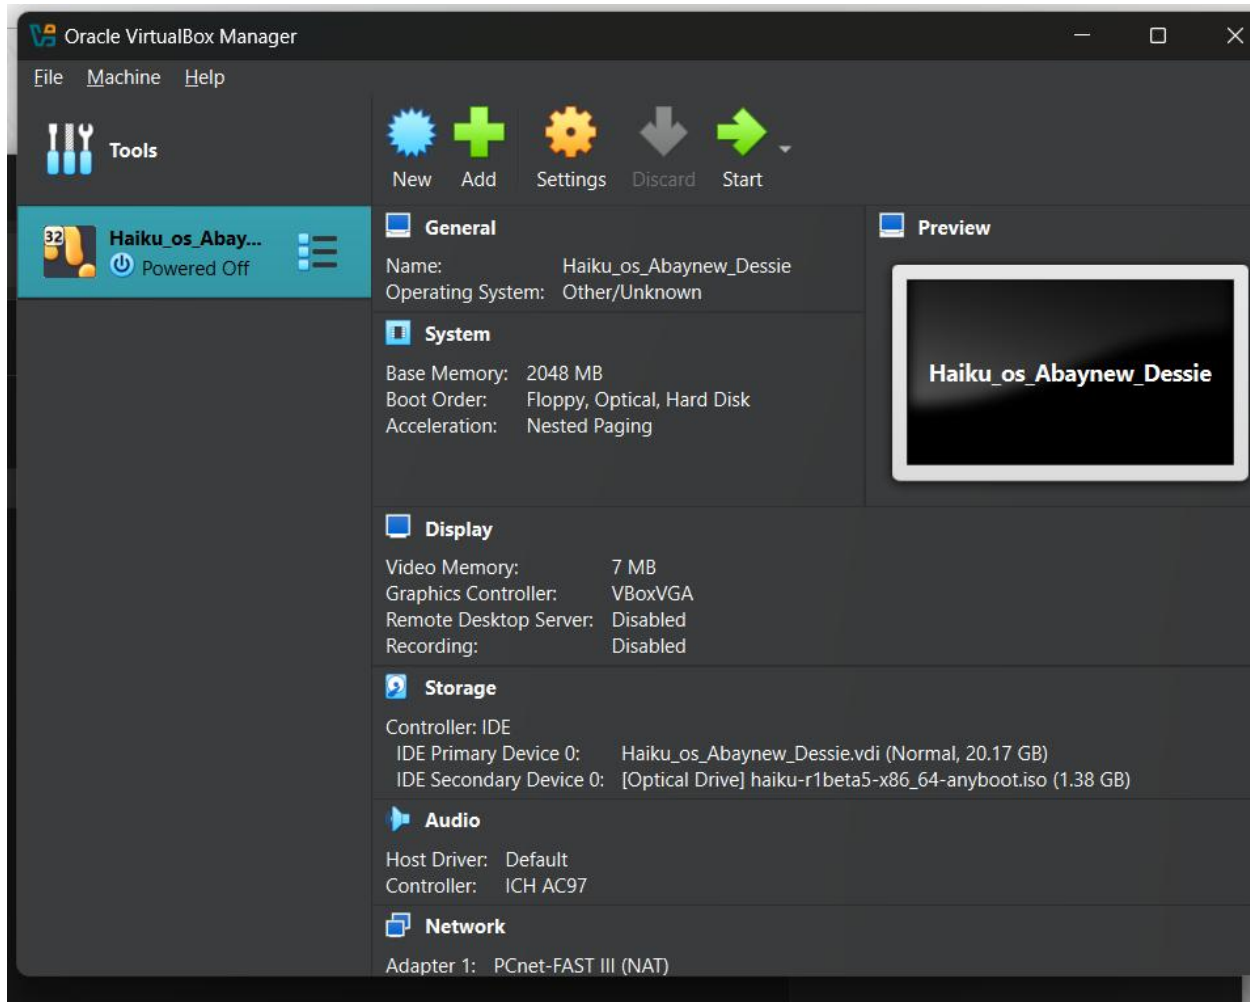 Oracle VirtualBox Manager
File Machine Help
Tools
New Add Settings Discard Start
32
Haiku_os_Abay...
Powered Off
General
Name: Haiku_os_Abaynew_Dessie
Operating System: Other/Unknown
Preview
Haiku_os_Abaynew_Dessie
System
Base Memory: 2048 MB
Boot Order: Floppy, Optical, Hard Disk
Acceleration: Nested Paging
Display
Video Memory: 7 MB
Graphics Controller: VBoxVGA
Remote Desktop Server: Disabled
Recording: Disabled
Storage
Controller: IDE
IDE Primary Device 0: Haiku_os_Abaynew_Dessie.vdi (Normal, 20.17 GB)
IDE Secondary Device 0: [Optical Drive] haiku-r1beta5-x86_64-anyboot.iso (1.38 GB)
Audio
Host Driver: Default
Controller: ICH AC97
Network
Adapter 1: PCnet-FAST III (NAT)